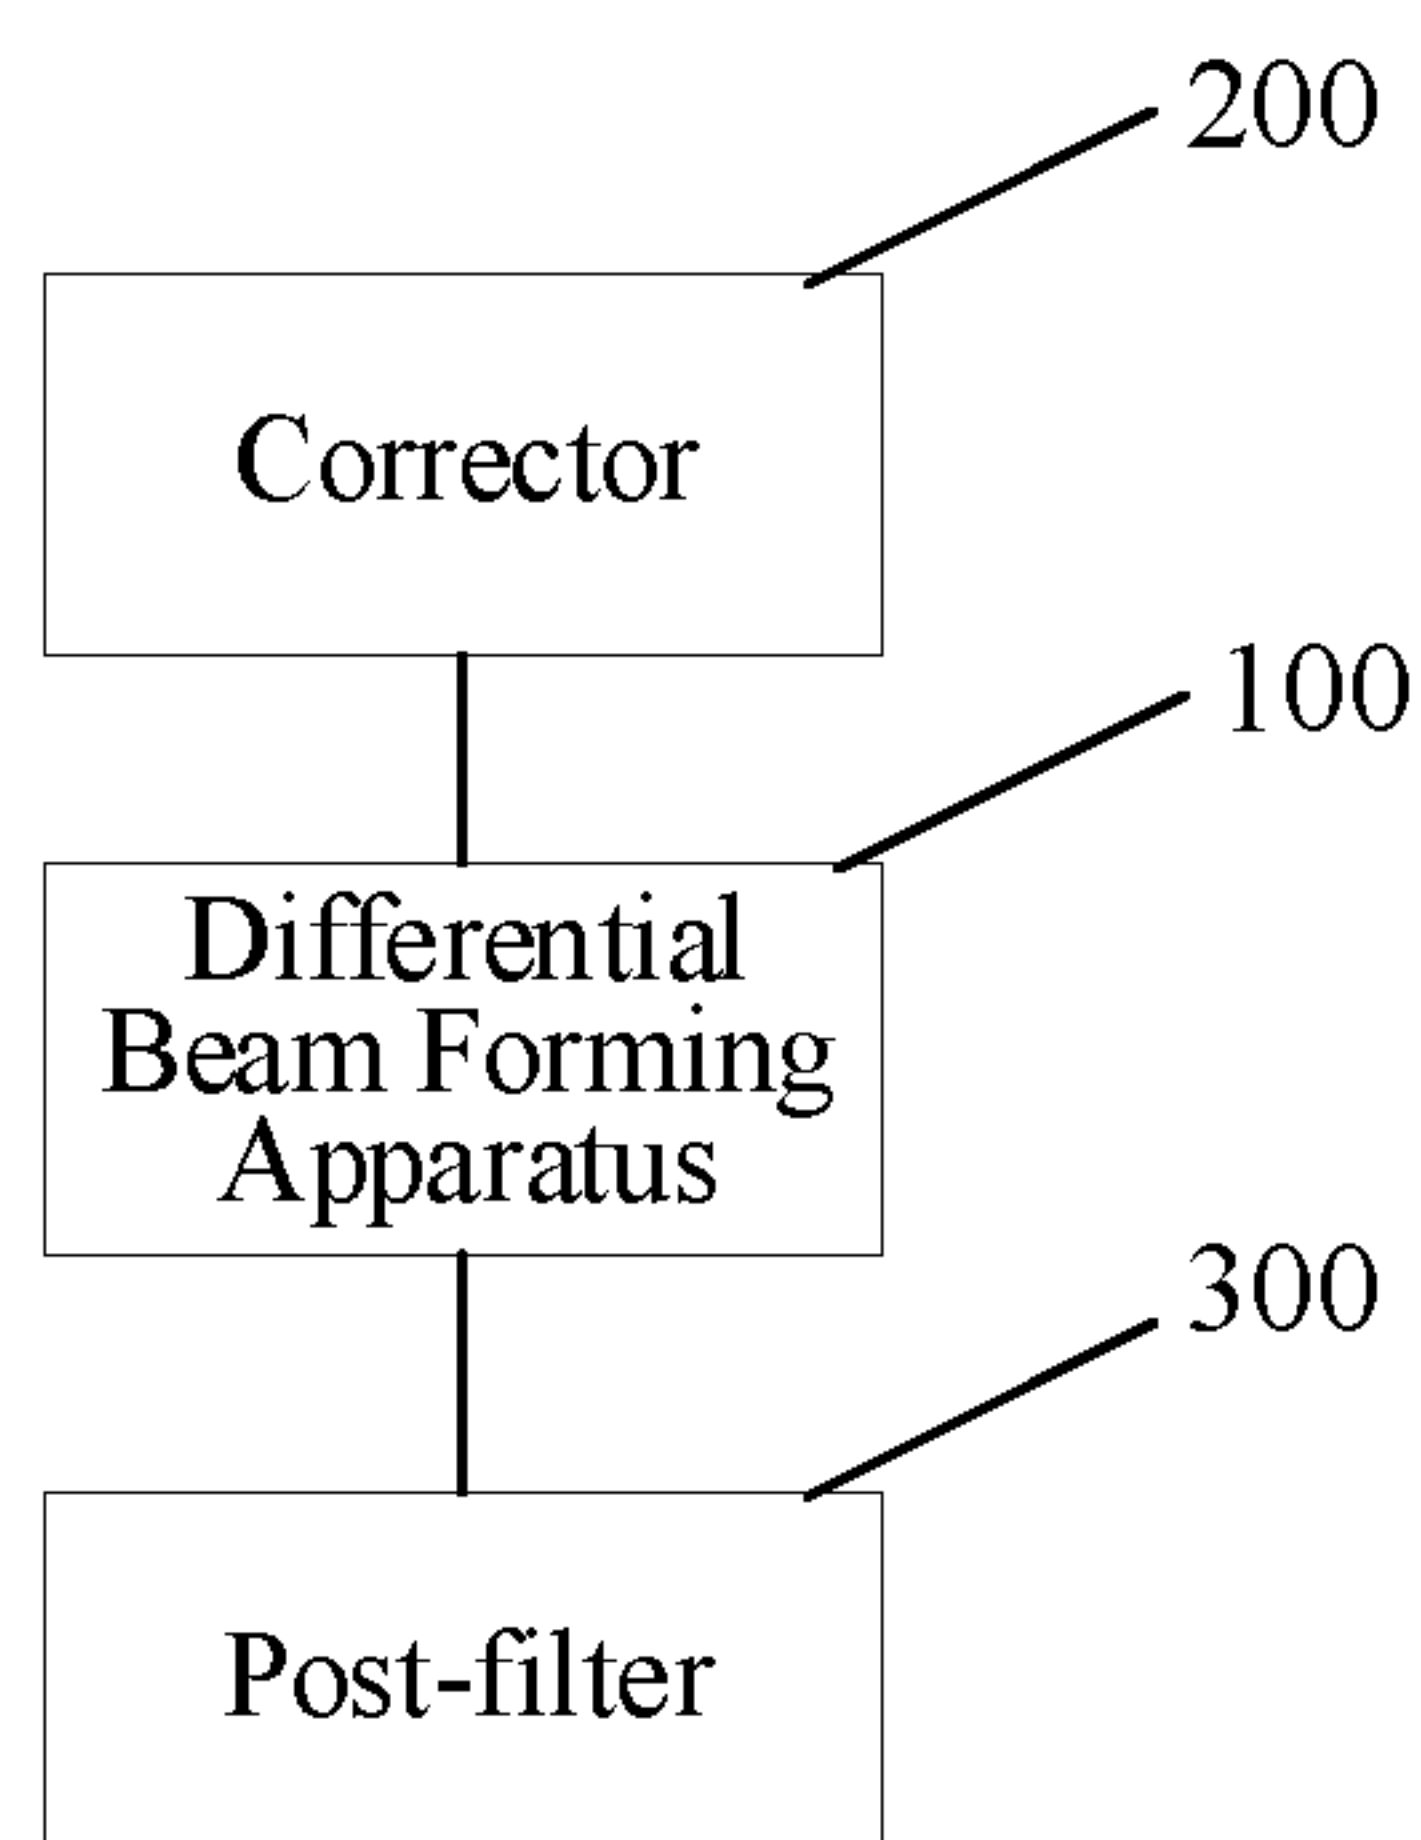 200
Corrector
100
Differential
Beam Forming
Apparatus
300
Post-filter